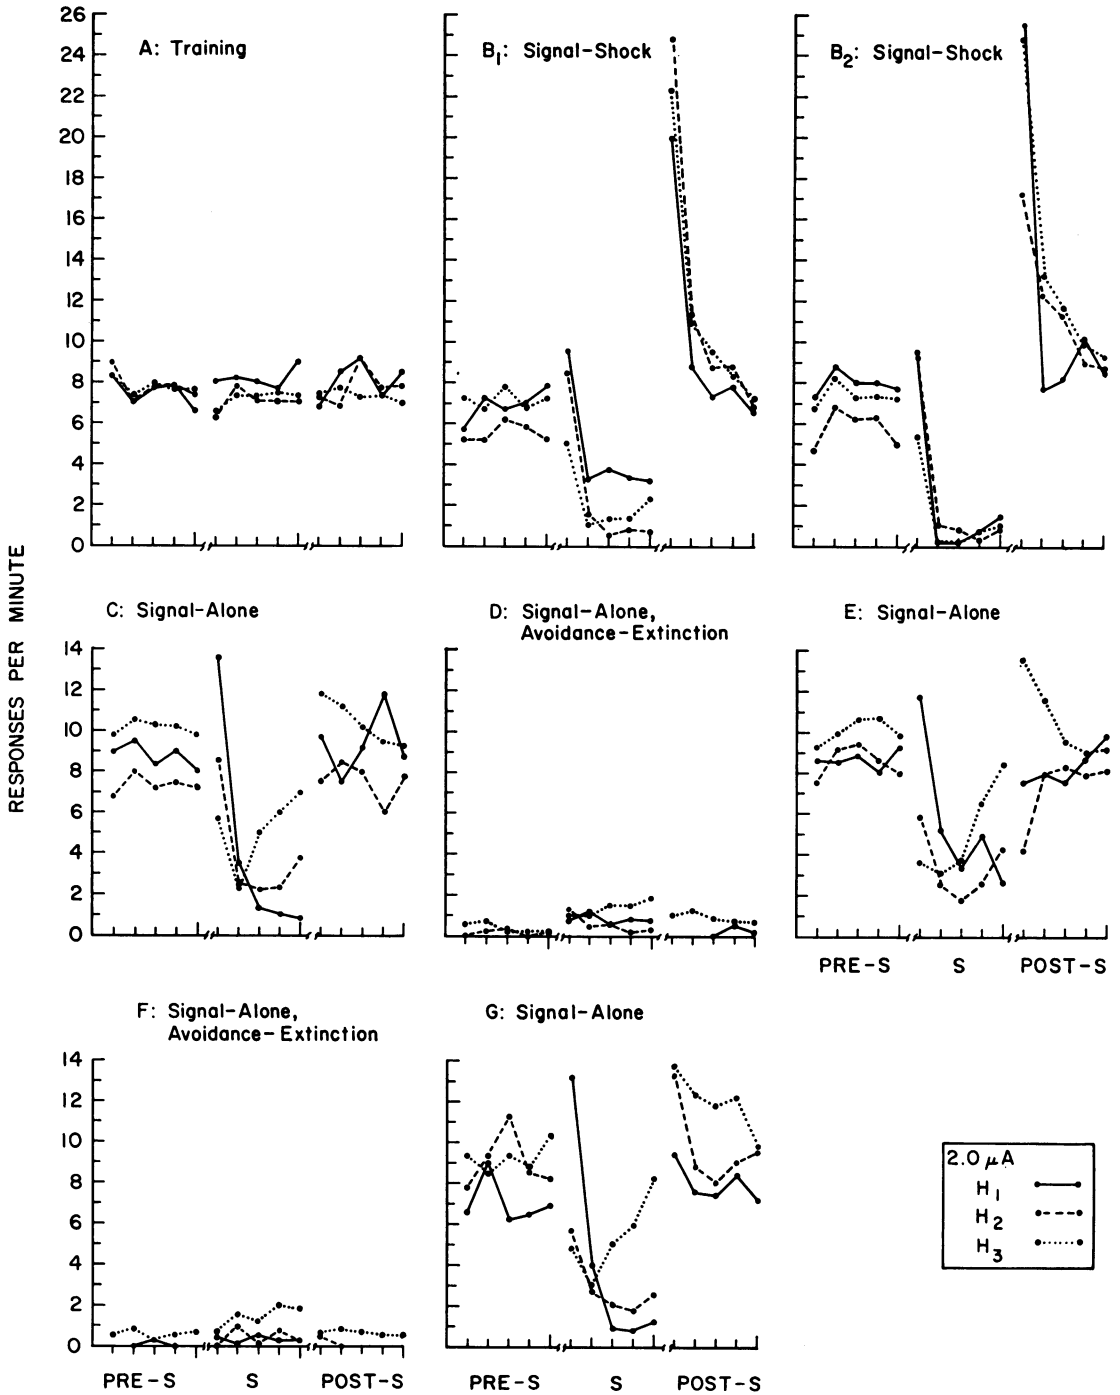 RESPONSES PER MINUTE
A: Training
B1: Signal-Shock
B2: Signal-Shock
26
24
22
20
18
16
14
12
10
8
6
4
2
0
C: Signal-Alone
D: Signal-Alone,
Avoidance-Extinction
E: Signal-Alone
14
12
10
8
6
4
2
0
PRE-S S POST-S
F: Signal-Alone,
Avoidance-Extinction
G: Signal-Alone
14
12
10
8
6
4
2
0
PRE-S S POST-S
PRE-S S POST-S
2.0 μA
H1
H2
H3